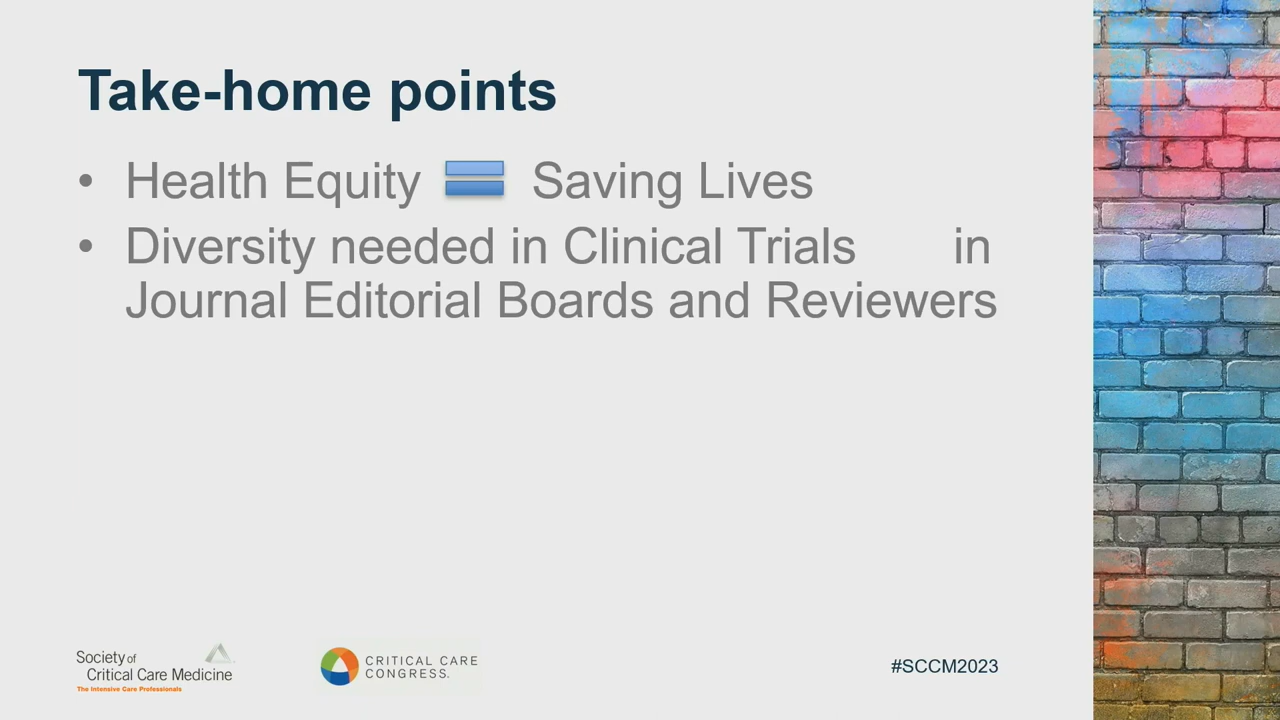 Take-home points
• Health Equity = Saving Lives
• Diversity needed in Clinical Trials in
Journal Editorial Boards and Reviewers
Society of
Critical Care Medicine
The Intensive Care Professionals
CRITICAL CARE
CONGRESS.
#SCCM2023